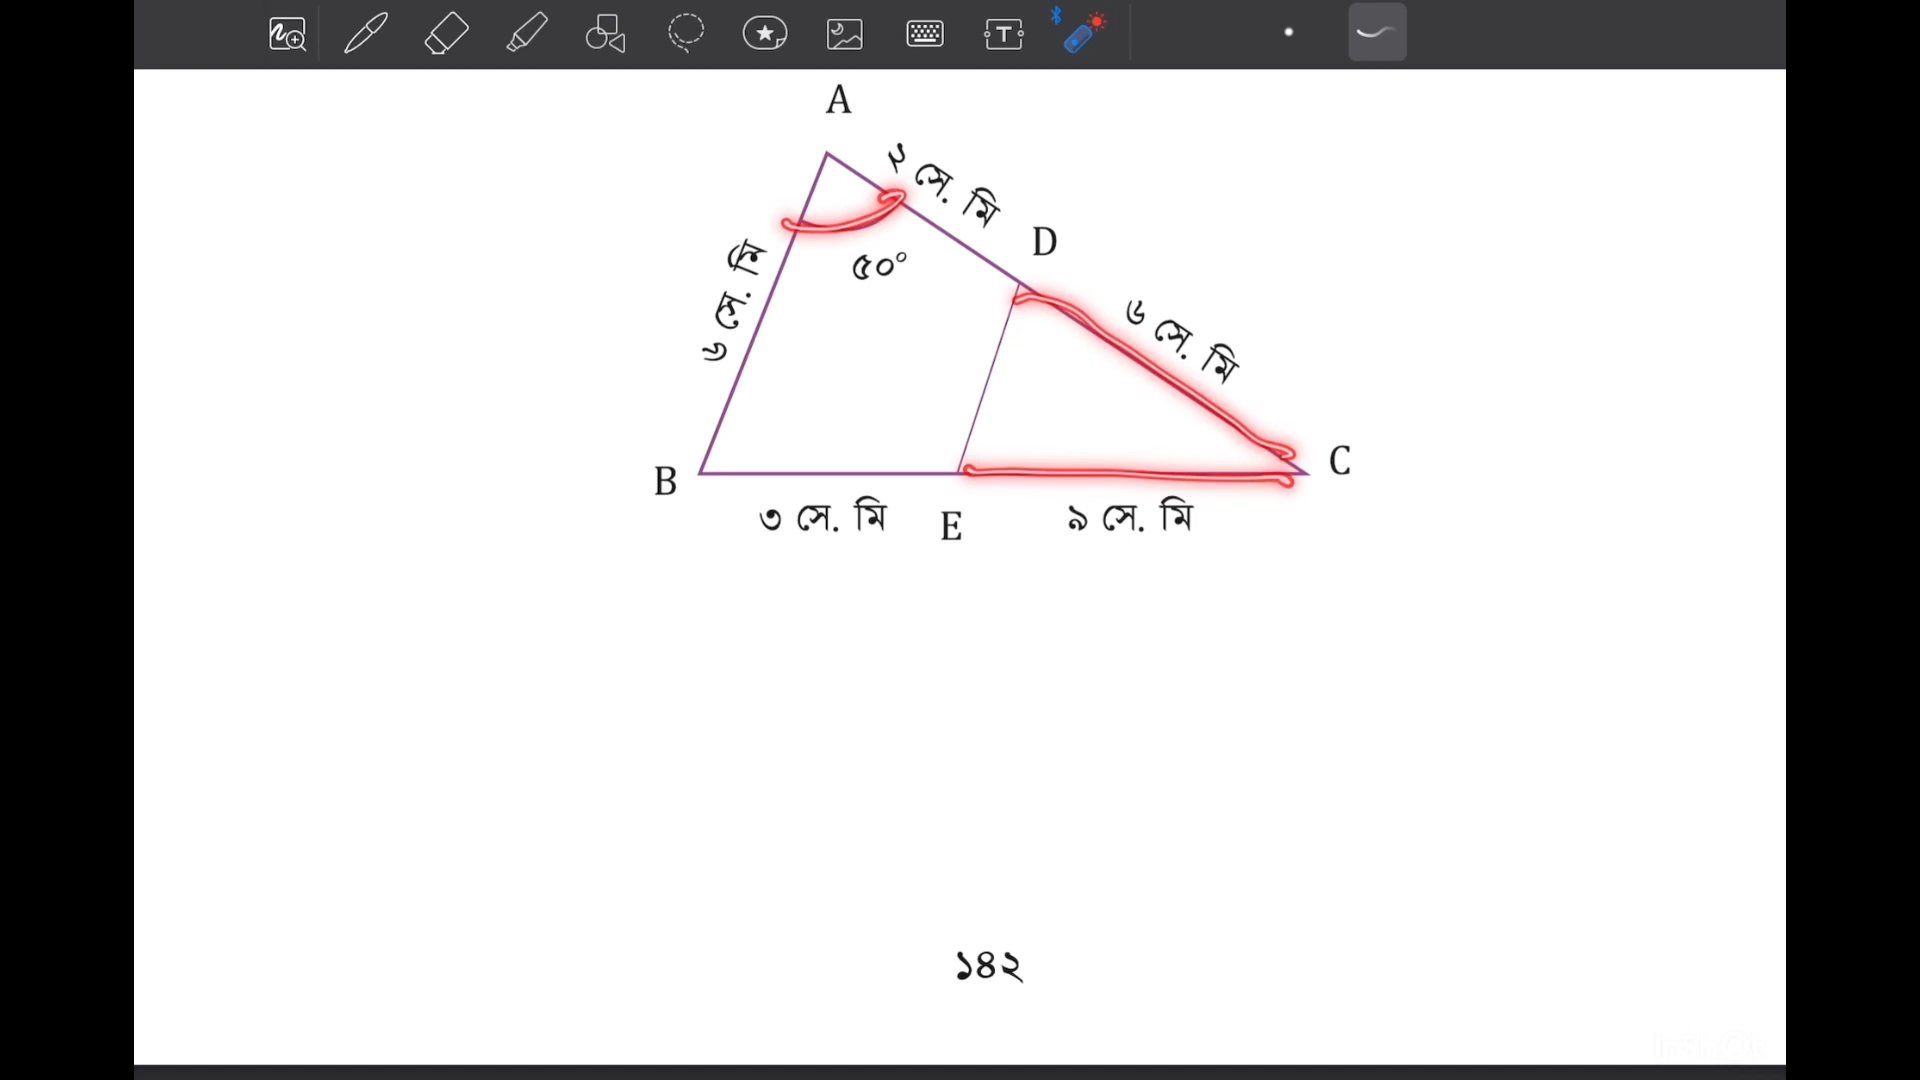 A
২ সে. মি
D
৫০°
৬ সে. মি
৬ সে. মি
B
C
৩ সে. মি
E
৯ সে. মি
১৪২